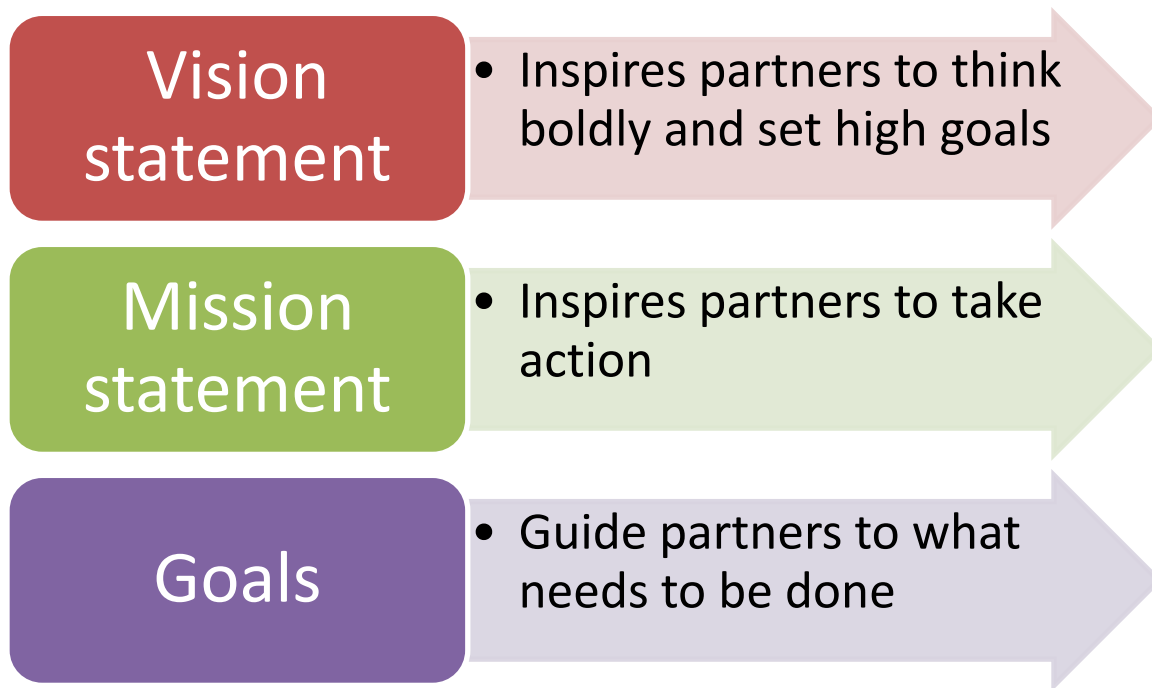 Vision
statement
• Inspires partners to think
boldly and set high goals
Mission
statement
• Inspires partners to take
action
Goals
• Guide partners to what
needs to be done